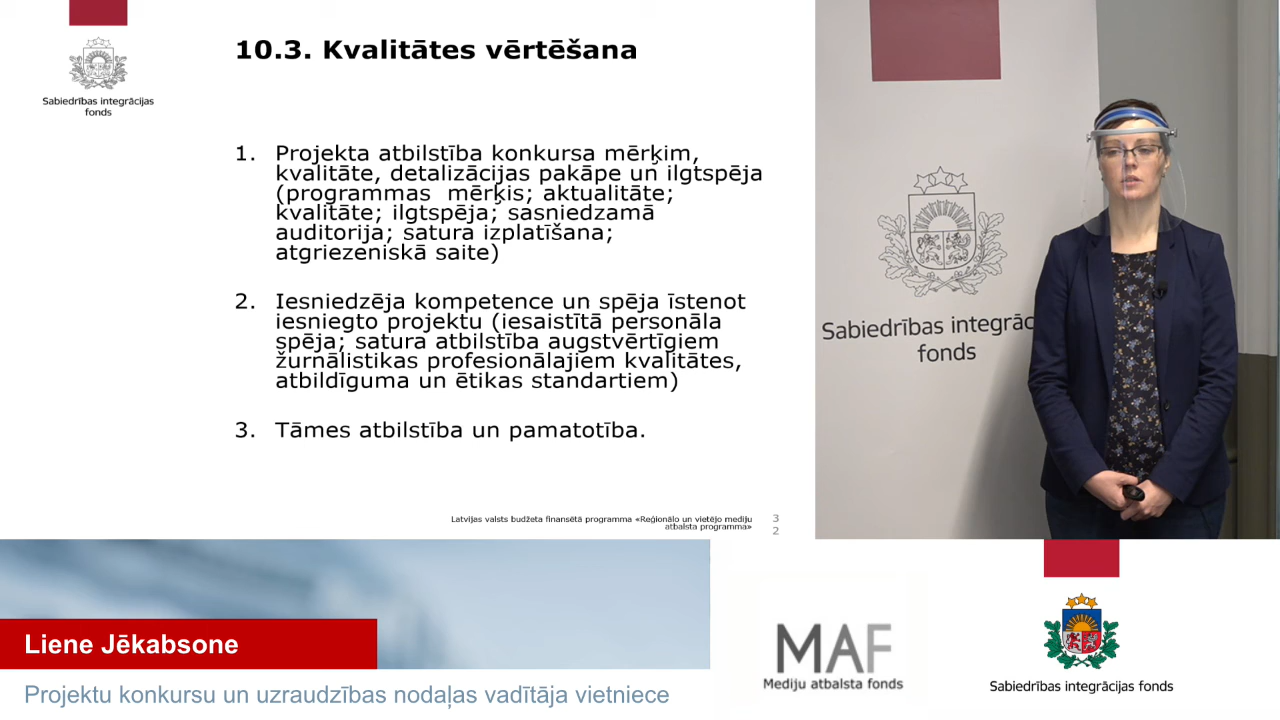 Sabiedrības integrācijas
fonds
10.3. Kvalitātes vērtēšana
1. Projekta atbilstība konkursa mērķim,
kvalitāte, detalizācijas pakāpe un ilgtspēja
(programmas mērķis; aktualitāte;
kvalitāte; ilgtspēja; sasniedzamā
auditorija; satura izplatīšana;
atgriezeniskā saite)
2. Iesniedzēja kompetence un spēja īstenot
iesniegto projektu (iesaistītā personāla
spēja; satura atbilstība augstvērtīgiem
žurnālistikas profesionālajiem kvalitātes,
atbildīguma un ētikas standartiem)
3. Tāmes atbilstība un pamatotība.
Latvijas valsts budžeta finansētā programma «Reģionālo un vietējo mediju
atbalsta programma»
3
2
Sabiedrības integrāc
fonds
Liene Jēkabsone
Projektu konkursu un uzraudzības nodaļas vadītāja vietniece
MAF
Mediju atbalsta fonds
Sabiedrības integrācijas fonds